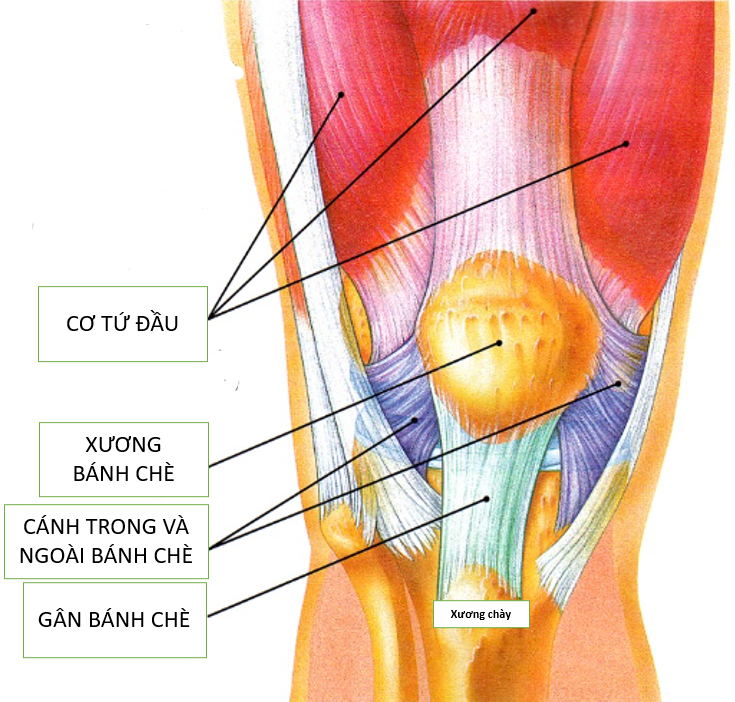 CƠ TỨ ĐẦU
XƯƠNG
BÁNH CHÈ
CÁNH TRONG VÀ
NGOÀI BÁNH CHÈ
GÂN BÁNH CHÈ
Xương chày